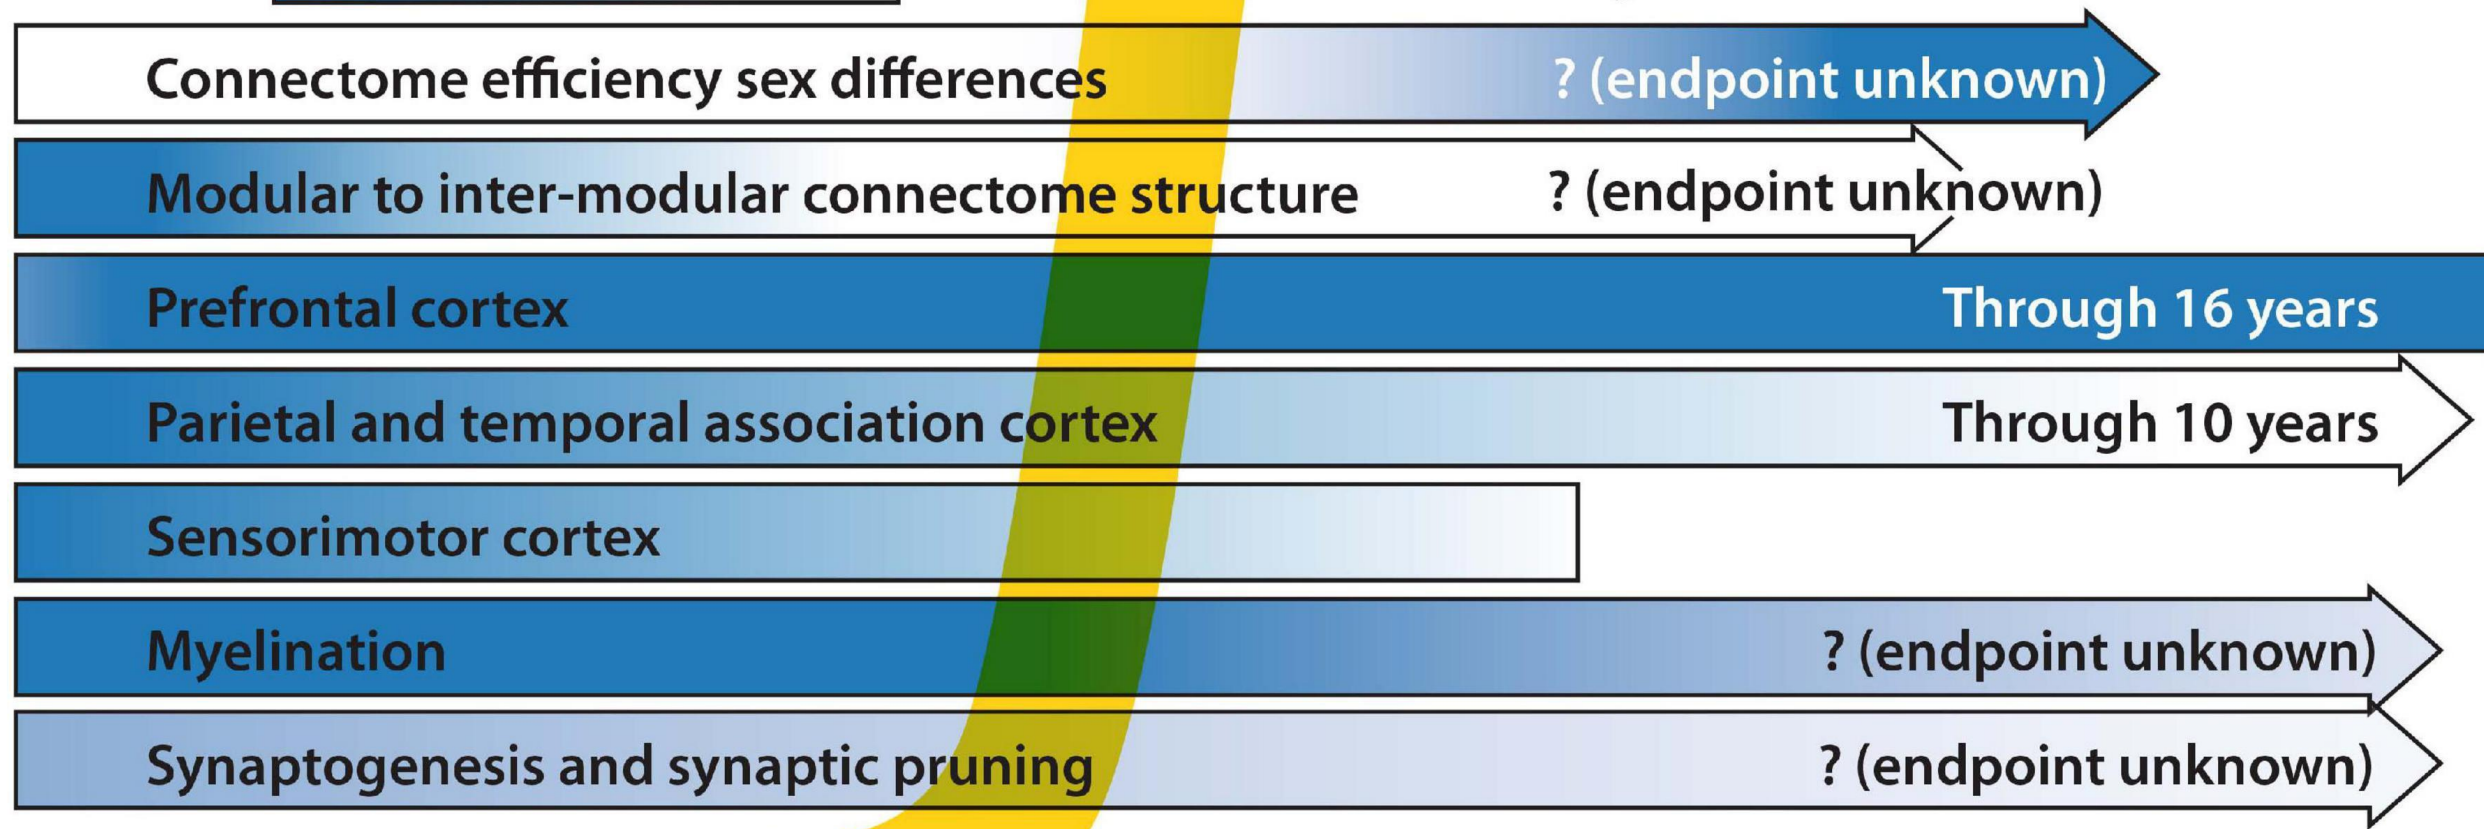 Connectome efficiency sex differences ? (endpoint unknown)
Modular to inter-modular connectome structure ? (endpoint unknown)
Prefrontal cortex Through 16 years
Parietal and temporal association cortex Through 10 years
Sensorimotor cortex
Myelination ? (endpoint unknown)
Synaptogenesis and synaptic pruning ? (endpoint unknown)